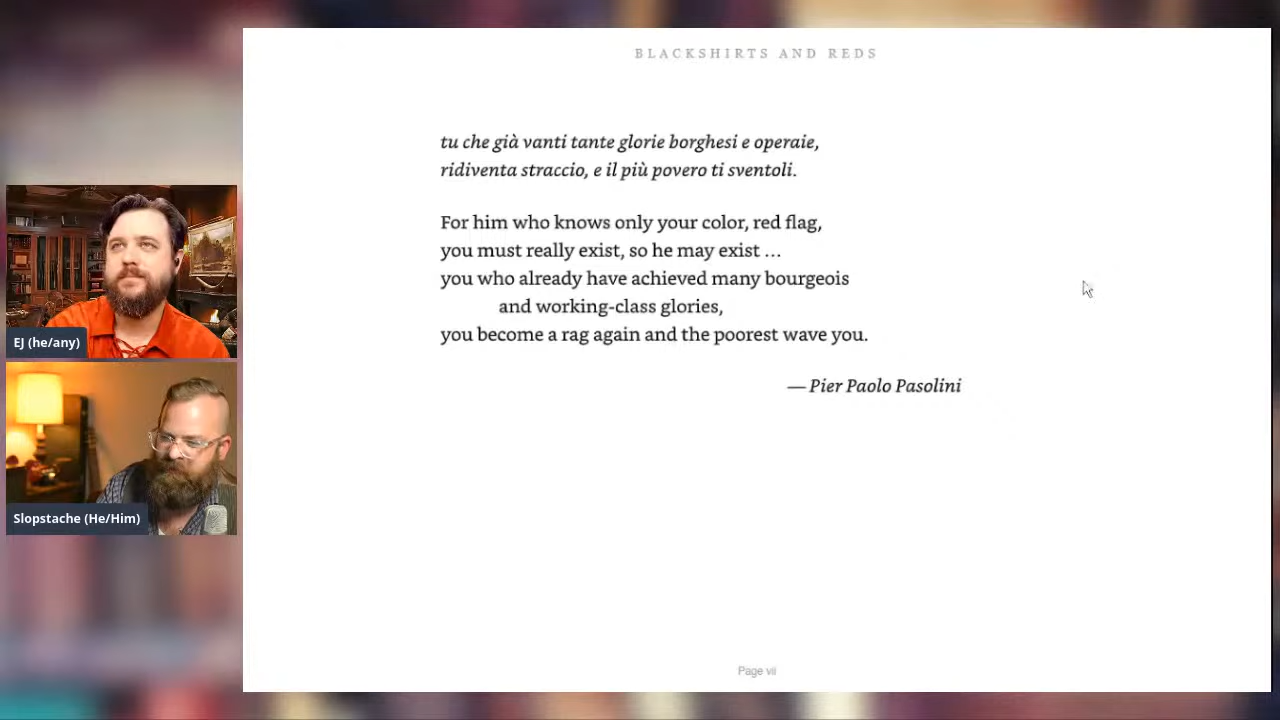 BLACKSHIRTS AND REDS
tu che già vanti tante glorie borghesi e operaie,
ridiventa straccio, e il più povero ti sventoli.
For him who knows only your color, red flag,
you must really exist, so he may exist …
you who already have achieved many bourgeois
and working-class glories,
you become a rag again and the poorest wave you.
— Pier Paolo Pasolini
Page vii
EJ (he/any)
Slopstache (He/Him)